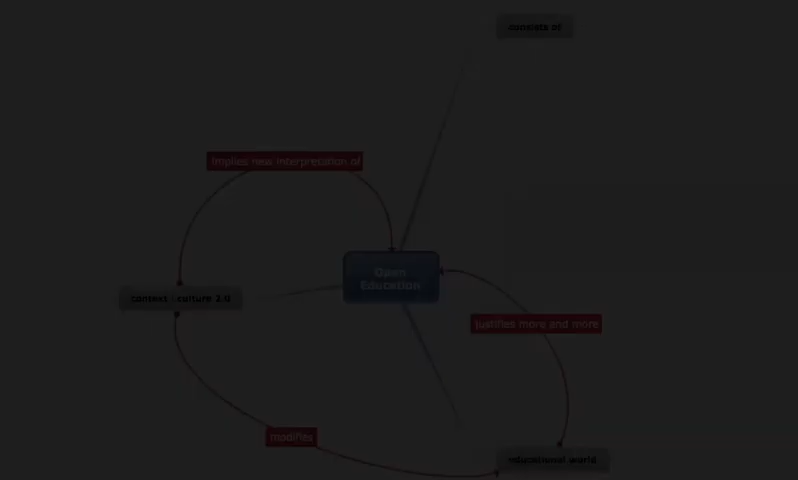 consists of
Implies new interpretation of
Open
Education
context - culture 2.0
justifies more and more
modifies
educational world